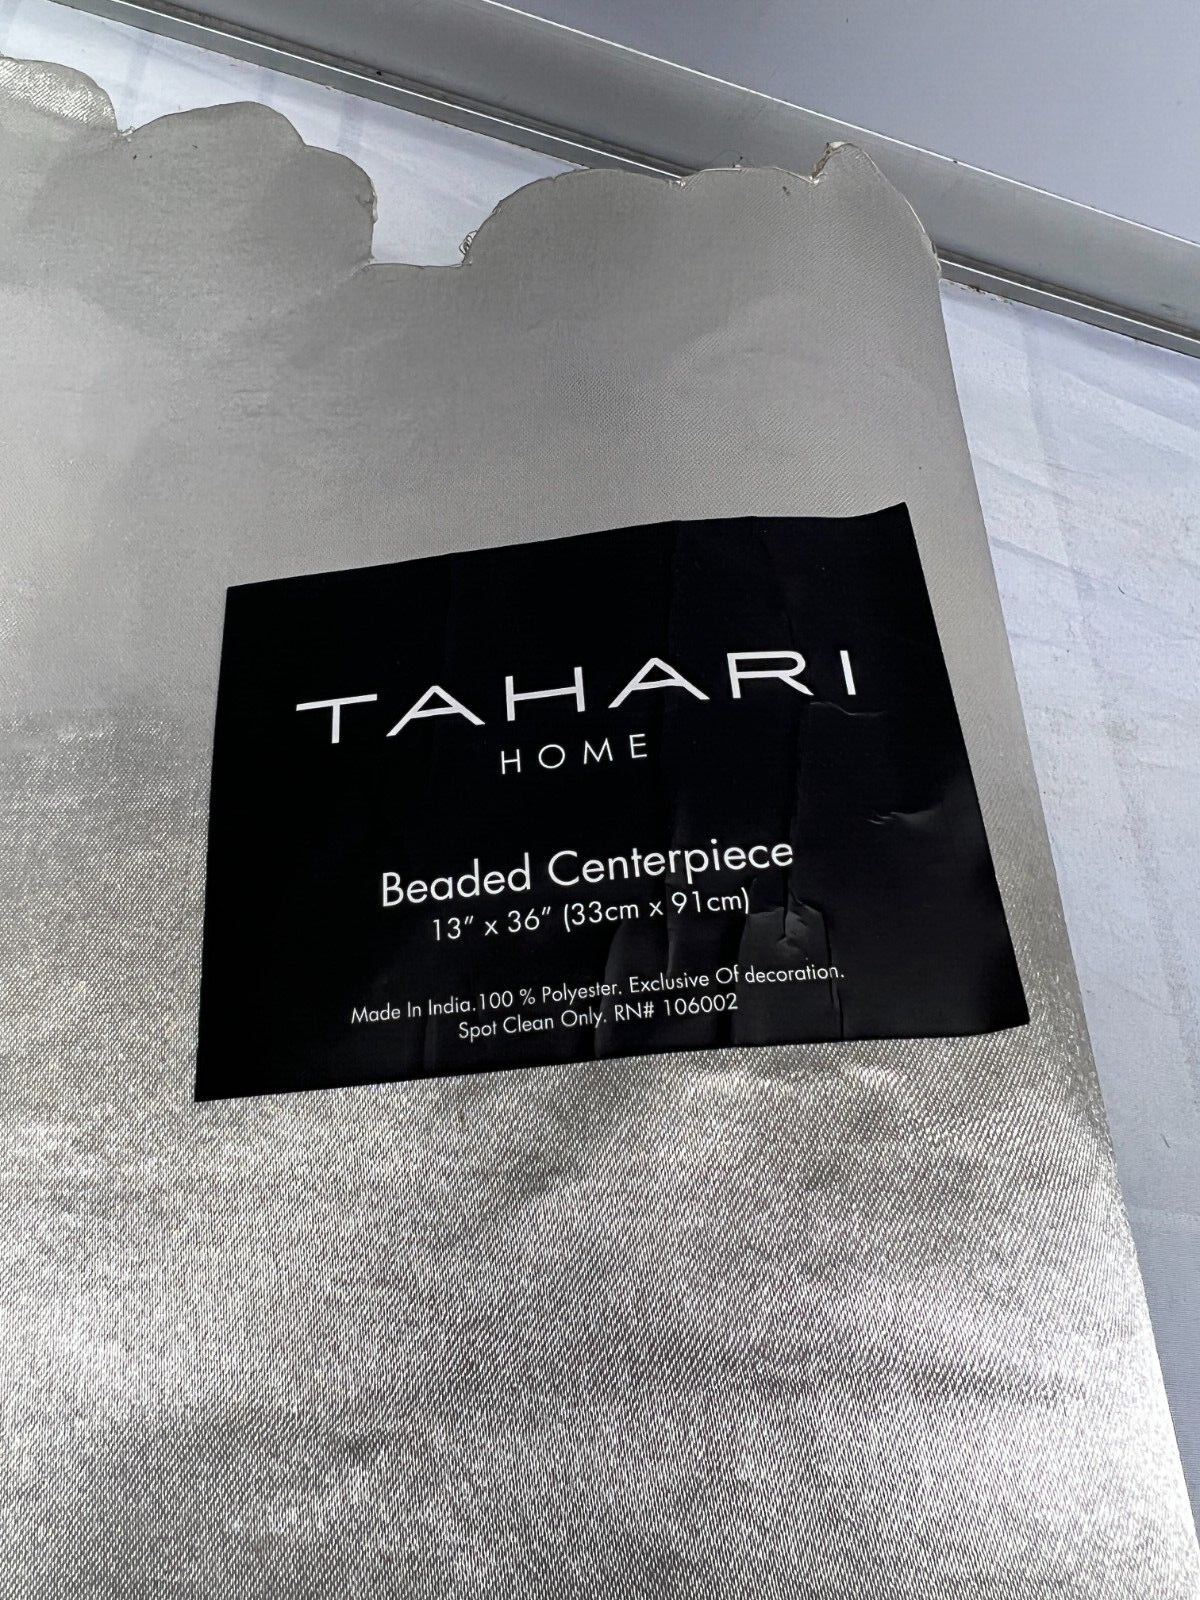 TAHARI
HOME
Beaded Centerpiece
13” x 36” (33cm x 91cm)
Made In India.100 % Polyester. Exclusive Of decoration.
Spot Clean Only. RN# 106002